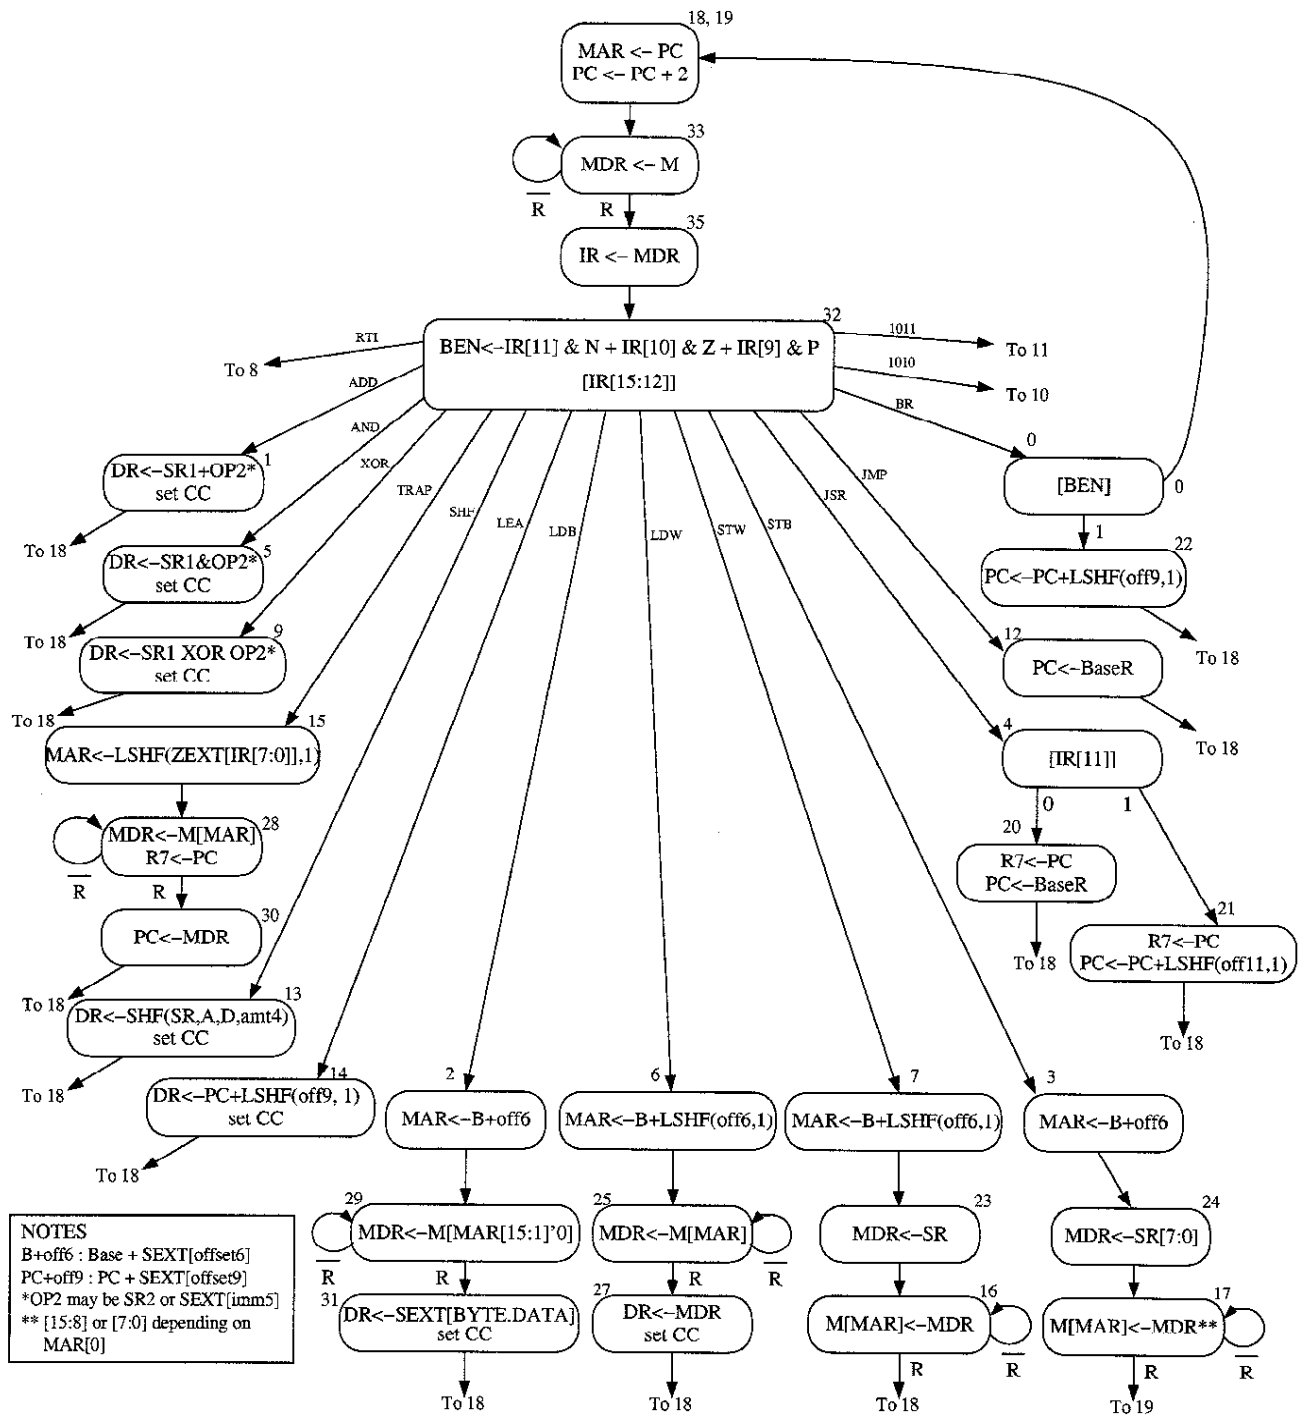 18, 19
MAR <- PC
PC <- PC + 2
33
MDR <- M
R
R
35
IR <- MDR
32
BEN<-IR[11] & N + IR[10] & Z + IR[9] & P
[IR[15:12]]
RTI
To 8
1011
To 11
1010
To 10
ADD
AND
XOR
TRAP
SHF
LEA
LDB
LDW
STW
STB
JSR
JMP
BR
0
[BEN]
0
1
1
DR<-SR1+OP2*
set CC
To 18
5
DR<-SR1&OP2*
set CC
To 18
9
DR<-SR1 XOR OP2*
set CC
To 18
22
PC<-PC+LSHF(off9,1)
To 18
12
PC<-BaseR
To 18
15
MAR<-LSHF(ZEXT[IR[7:0]],1)
4
[IR[11]]
0
1
28
MDR<-M[MAR]
R7<-PC
R
R
20
R7<-PC
PC<-BaseR
To 18
30
PC<-MDR
To 18
21
R7<-PC
PC<-PC+LSHF(off11,1)
To 18
13
DR<-SHF(SR,A,D,amt4)
set CC
To 18
14
DR<-PC+LSHF(off9, 1)
set CC
To 18
2
MAR<-B+off6
6
MAR<-B+LSHF(off6,1)
7
MAR<-B+LSHF(off6,1)
3
MAR<-B+off6
29
MDR<-M[MAR[15:1]'0]
R
R
25
MDR<-M[MAR]
R
R
23
MDR<-SR
24
MDR<-SR[7:0]
31
DR<-SEXT[BYTE.DATA]
set CC
To 18
27
DR<-MDR
set CC
To 18
16
M[MAR]<-MDR
R
R
To 18
17
M[MAR]<-MDR**
R
R
To 19
NOTES
B+off6 : Base + SEXT[offset6]
PC+off9 : PC + SEXT[offset9]
*OP2 may be SR2 or SEXT[imm5]
** [15:8] or [7:0] depending on
MAR[0]